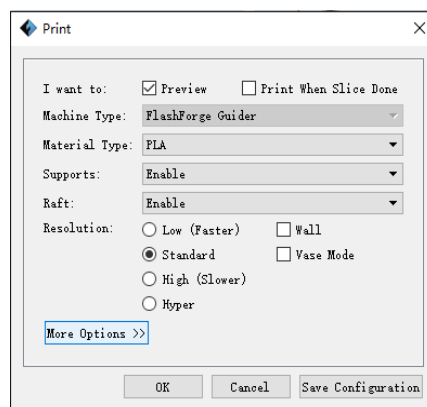 Print
I want to: Preview Print When Slice Done
Machine Type: FlashForge Guider
Material Type: PLA
Supports: Enable
Raft: Enable
Resolution: Low (Faster) Wall
Standard Vase Mode
High (Slower)
Hyper
More Options >>
OK Cancel Save Configuration